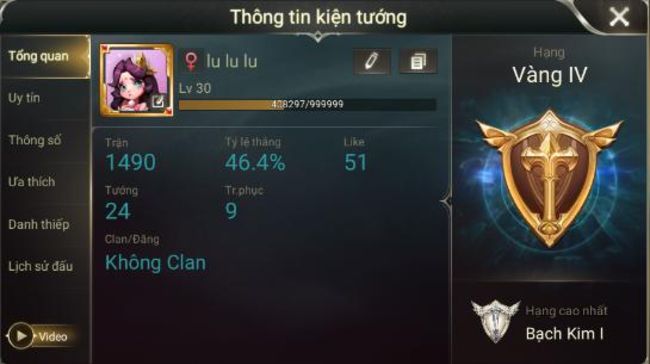 Thông tin kiện tướng
Tổng quan
Uy tín
Thông số
Ưa thích
Danh thiếp
Lịch sử đấu
Video
lu lu lu
Lv 30
408297/999999
Trận
Tỷ lệ thắng
Like
1490
46.4%
51
Tướng
Tr.phục
24
9
Clan/Đãng
Không Clan
Hạng
Vàng IV
Hạng cao nhất
Bạch Kim I